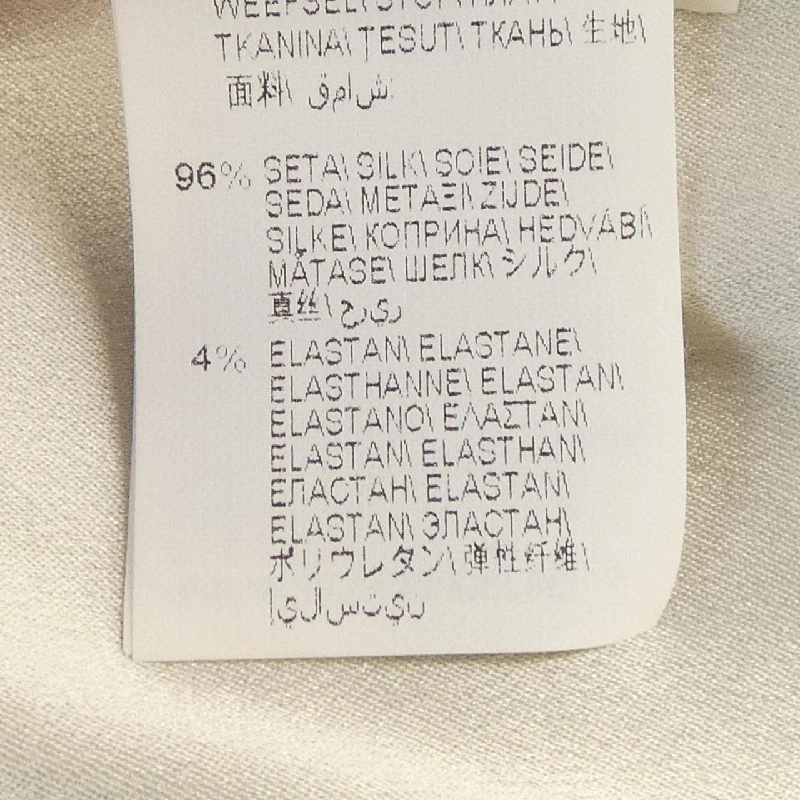 TKANINA\ ȚESUT\ ТКАНЬ\ 生地\
面料\ قماش
96% SETA\ SILK\ SOIE\ SEIDE\
SEDA\ ΜΕΤΑΞΙ\ ZIJDE\
SILKE\ КОПРИНА\ HEDVÁBÍ\
MĂTASE\ ШЕЛК\ シルク\
真丝\ حرير
4% ELASTAN\ ELASTANE\
ELASTHANNE\ ELASTAN\
ELASTANO\ ΕΛΑΣΤΑΝ\
ELASTAN\ ELASTHAN\
ЕЛАСТАН\ ELASTAN\
ELASTAN\ ЭЛАСТАН\
ポリウレタン\ 弹性纤维\